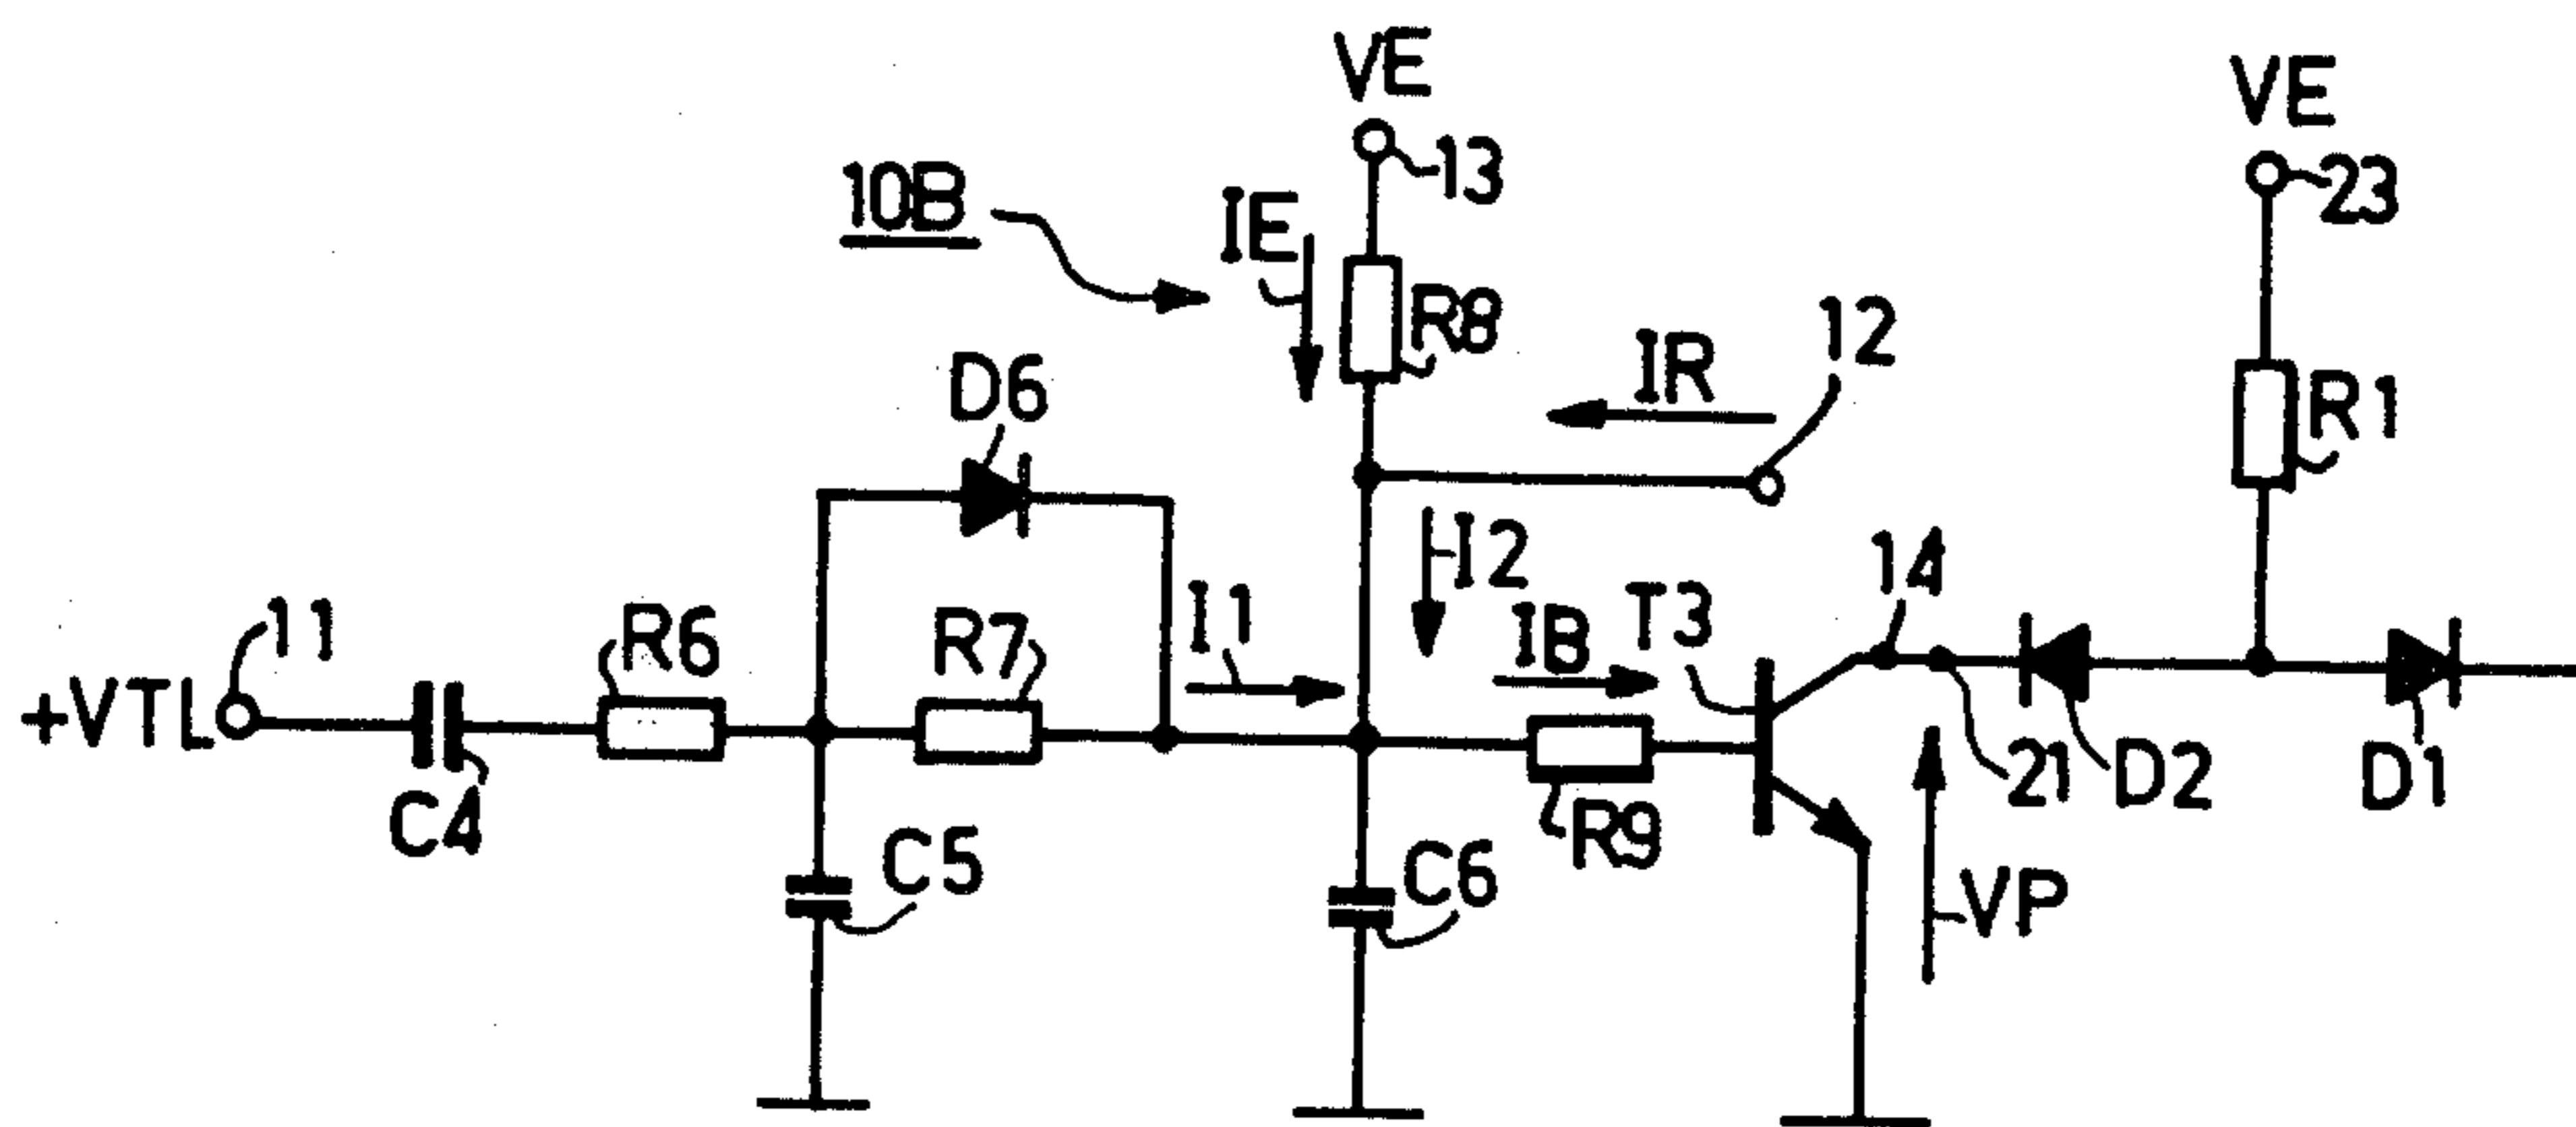 VE
VE
13
23
10B
IE
R8
12
IR
R1
D6
I2
14
11
R6
R7
I1
IB
T3
+VTL
21
D2
D1
C4
C5
C6
R9
VP